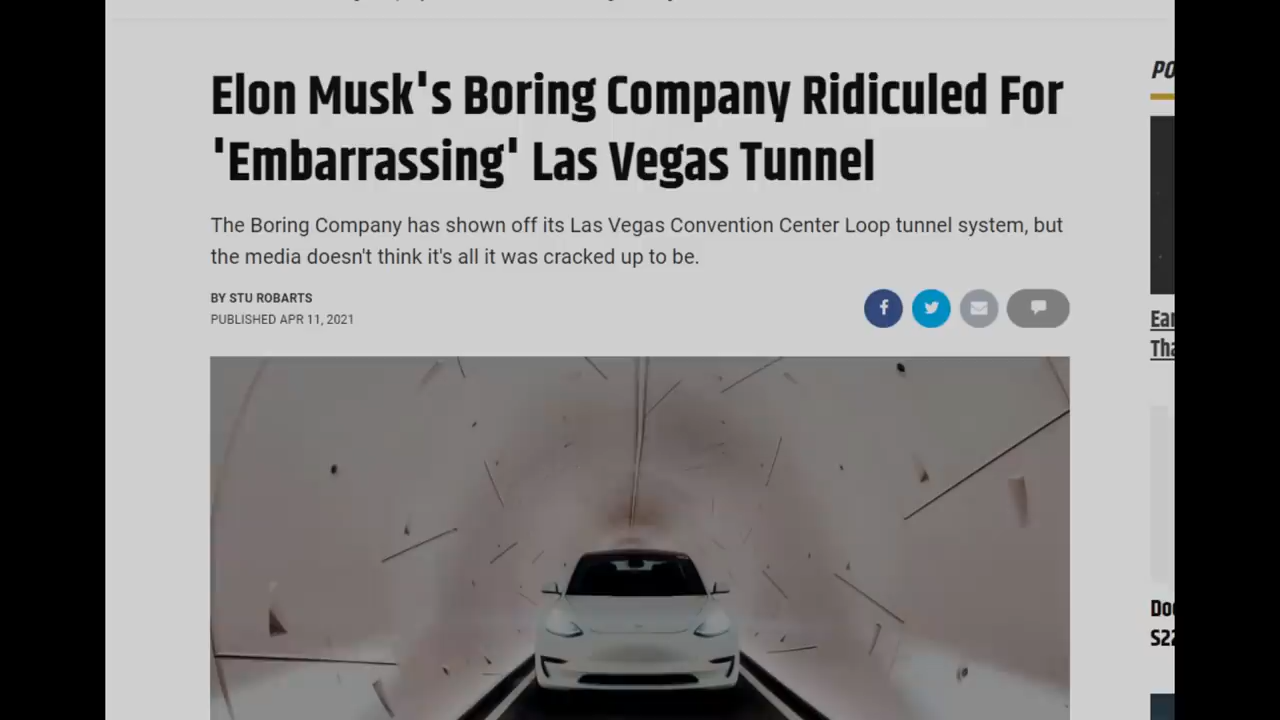 Elon Musk's Boring Company Ridiculed For
'Embarrassing' Las Vegas Tunnel
The Boring Company has shown off its Las Vegas Convention Center Loop tunnel system, but
the media doesn't think it's all it was cracked up to be.
BY STU ROBARTS
PUBLISHED APR 11, 2021